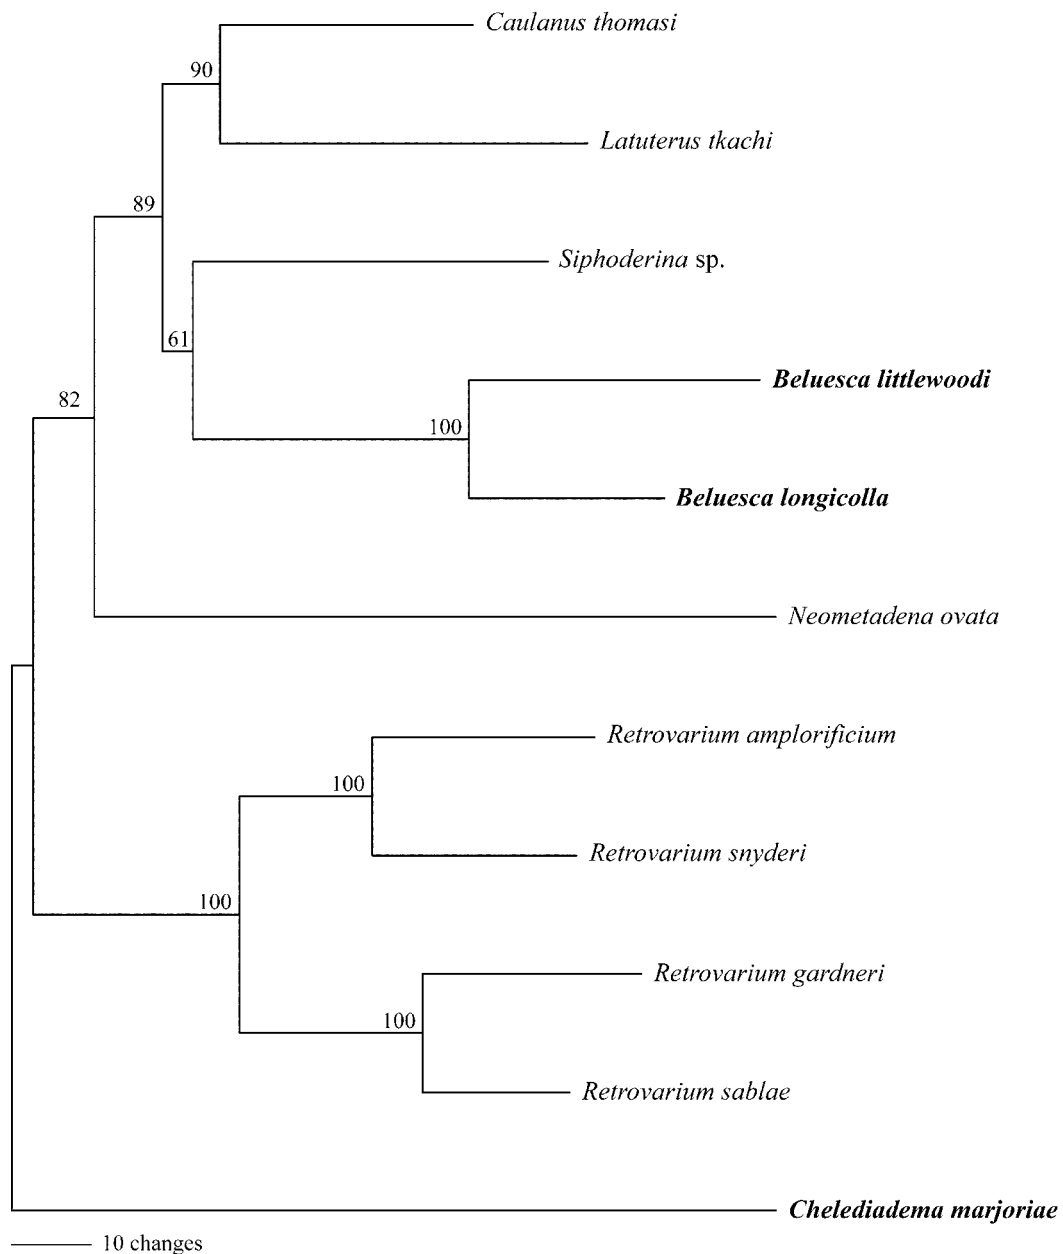 Caulanus thomasi
90
Latuterus tkachi
89
Siphoderina sp.
61
Beluesca littlewoodi
82
100
Beluesca longicolla
Neometadena ovata
Retrovarium amplorificium
100
Retrovarium snyderi
100
Retrovarium gardneri
100
Retrovarium sablae
Chelediadema marjoriae
10 changes